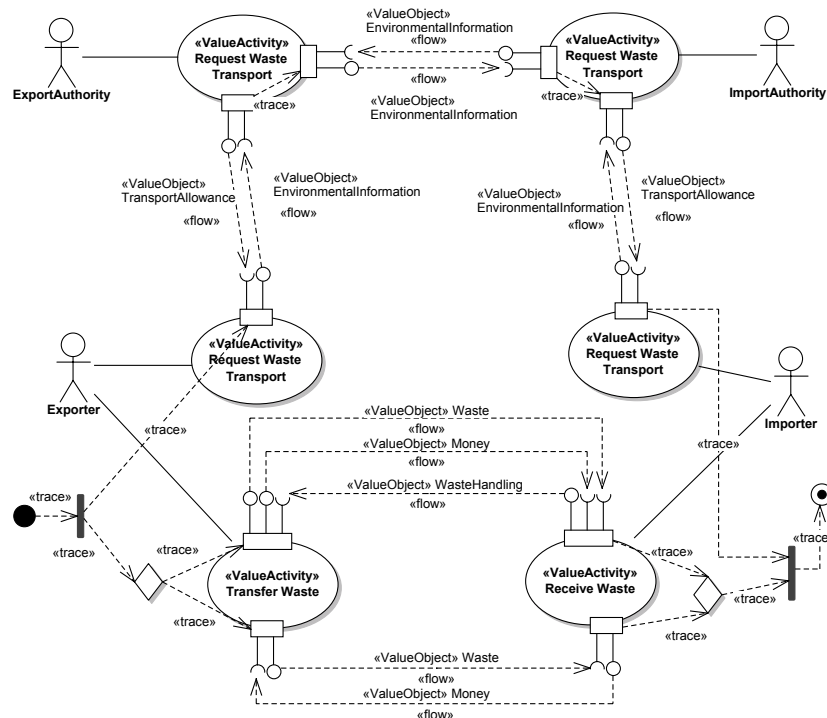 «ValueObject»
EnvironmentalInformation
«flow»
«ValueActivity»
Request Waste
Transport
«ValueActivity»
Request Waste
Transport
ExportAuthority
ImportAuthority
«flow»
«trace»
«trace»
«ValueObject»
EnvironmentalInformation
«ValueObject»
TransportAllowance
«flow»
«ValueObject»
EnvironmentalInformation
«flow»
«ValueObject»
EnvironmentalInformation
«flow»
«ValueObject»
TransportAllowance
«flow»
«ValueActivity»
Request Waste
Transport
«ValueActivity»
Request Waste
Transport
Exporter
Importer
«trace»
«ValueObject» Waste
«flow»
«trace»
«ValueObject» Money
«flow»
«ValueObject» WasteHandling
«flow»
«trace»
«trace»
«trace»
«trace»
«trace»
«trace»
«ValueActivity»
Transfer Waste
«ValueActivity»
Receive Waste
«trace»
«trace»
«trace»
«ValueObject» Waste
«flow»
«ValueObject» Money
«flow»